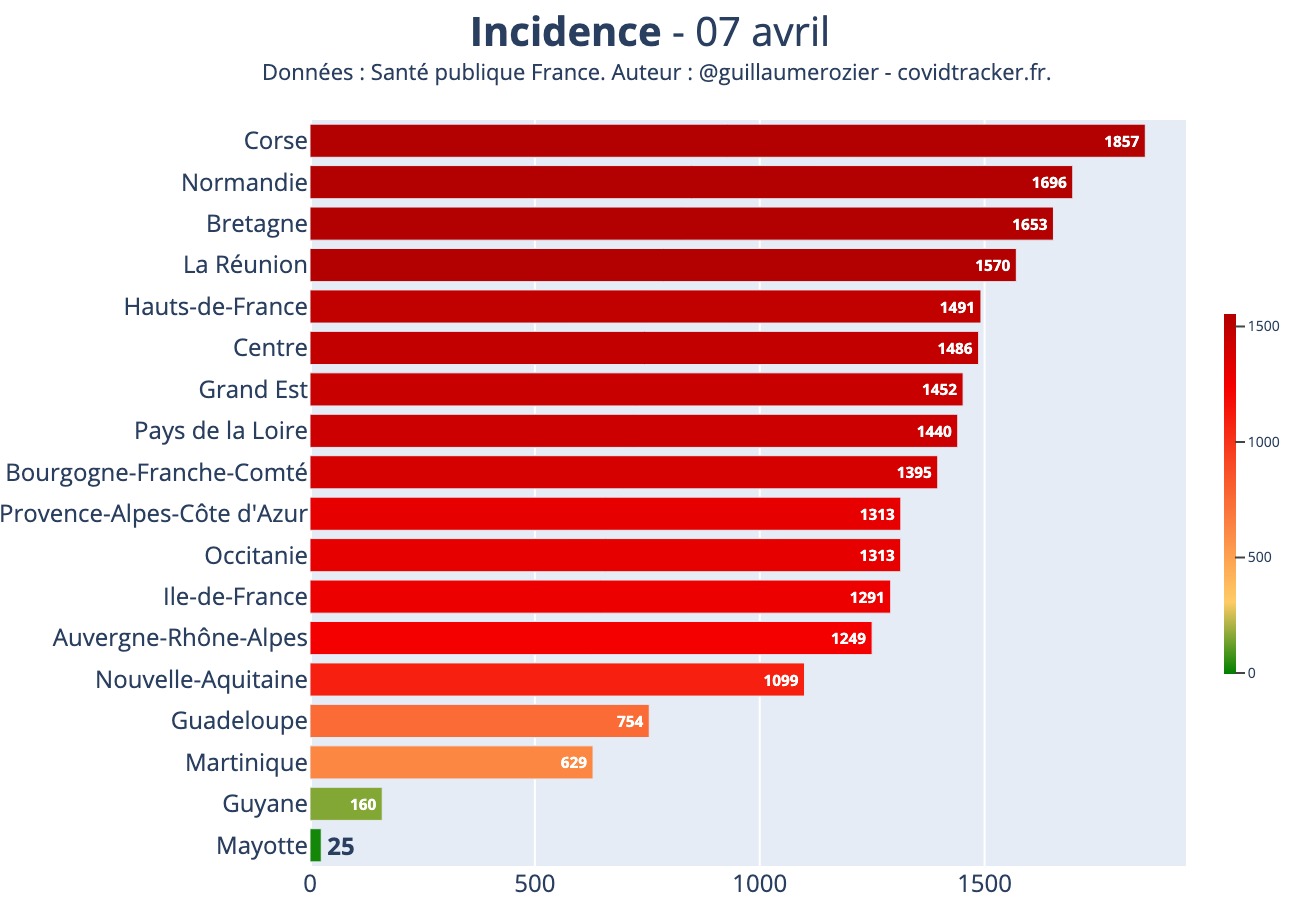 Incidence - 07 avril
Données : Santé publique France. Auteur : @guillaumerozier - covidtracker.fr.
Corse 1857
Normandie 1696
Bretagne 1653
La Réunion 1570
Hauts-de-France 1491
Centre 1486
Grand Est 1452
Pays de la Loire 1440
Bourgogne-Franche-Comté 1395
Provence-Alpes-Côte d'Azur 1313
Occitanie 1313
Ile-de-France 1291
Auvergne-Rhône-Alpes 1249
Nouvelle-Aquitaine 1099
Guadeloupe 754
Martinique 629
Guyane 160
Mayotte 25
0 500 1000 1500
1500
1000
500
0